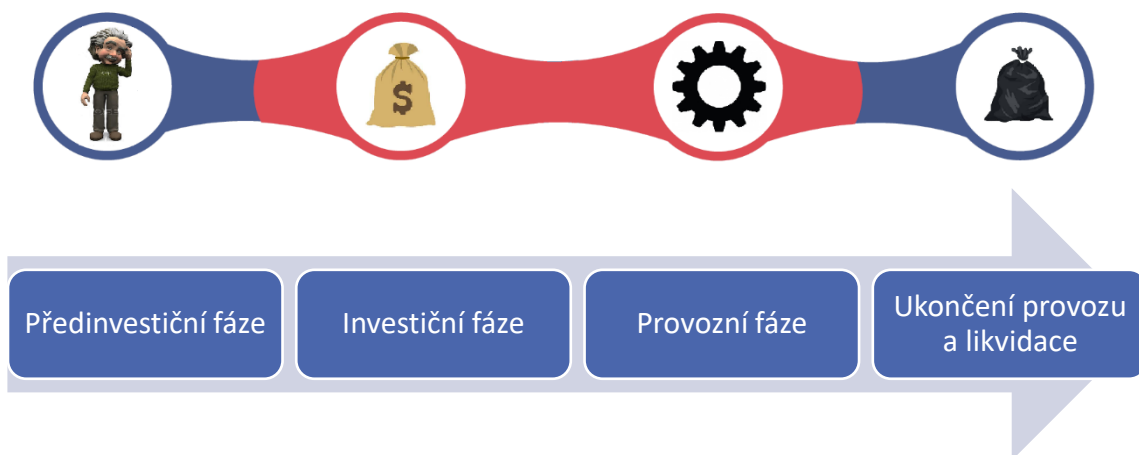 $
Předinvestiční fáze
Investiční fáze
Provozní fáze
Ukončení provozu
a likvidace